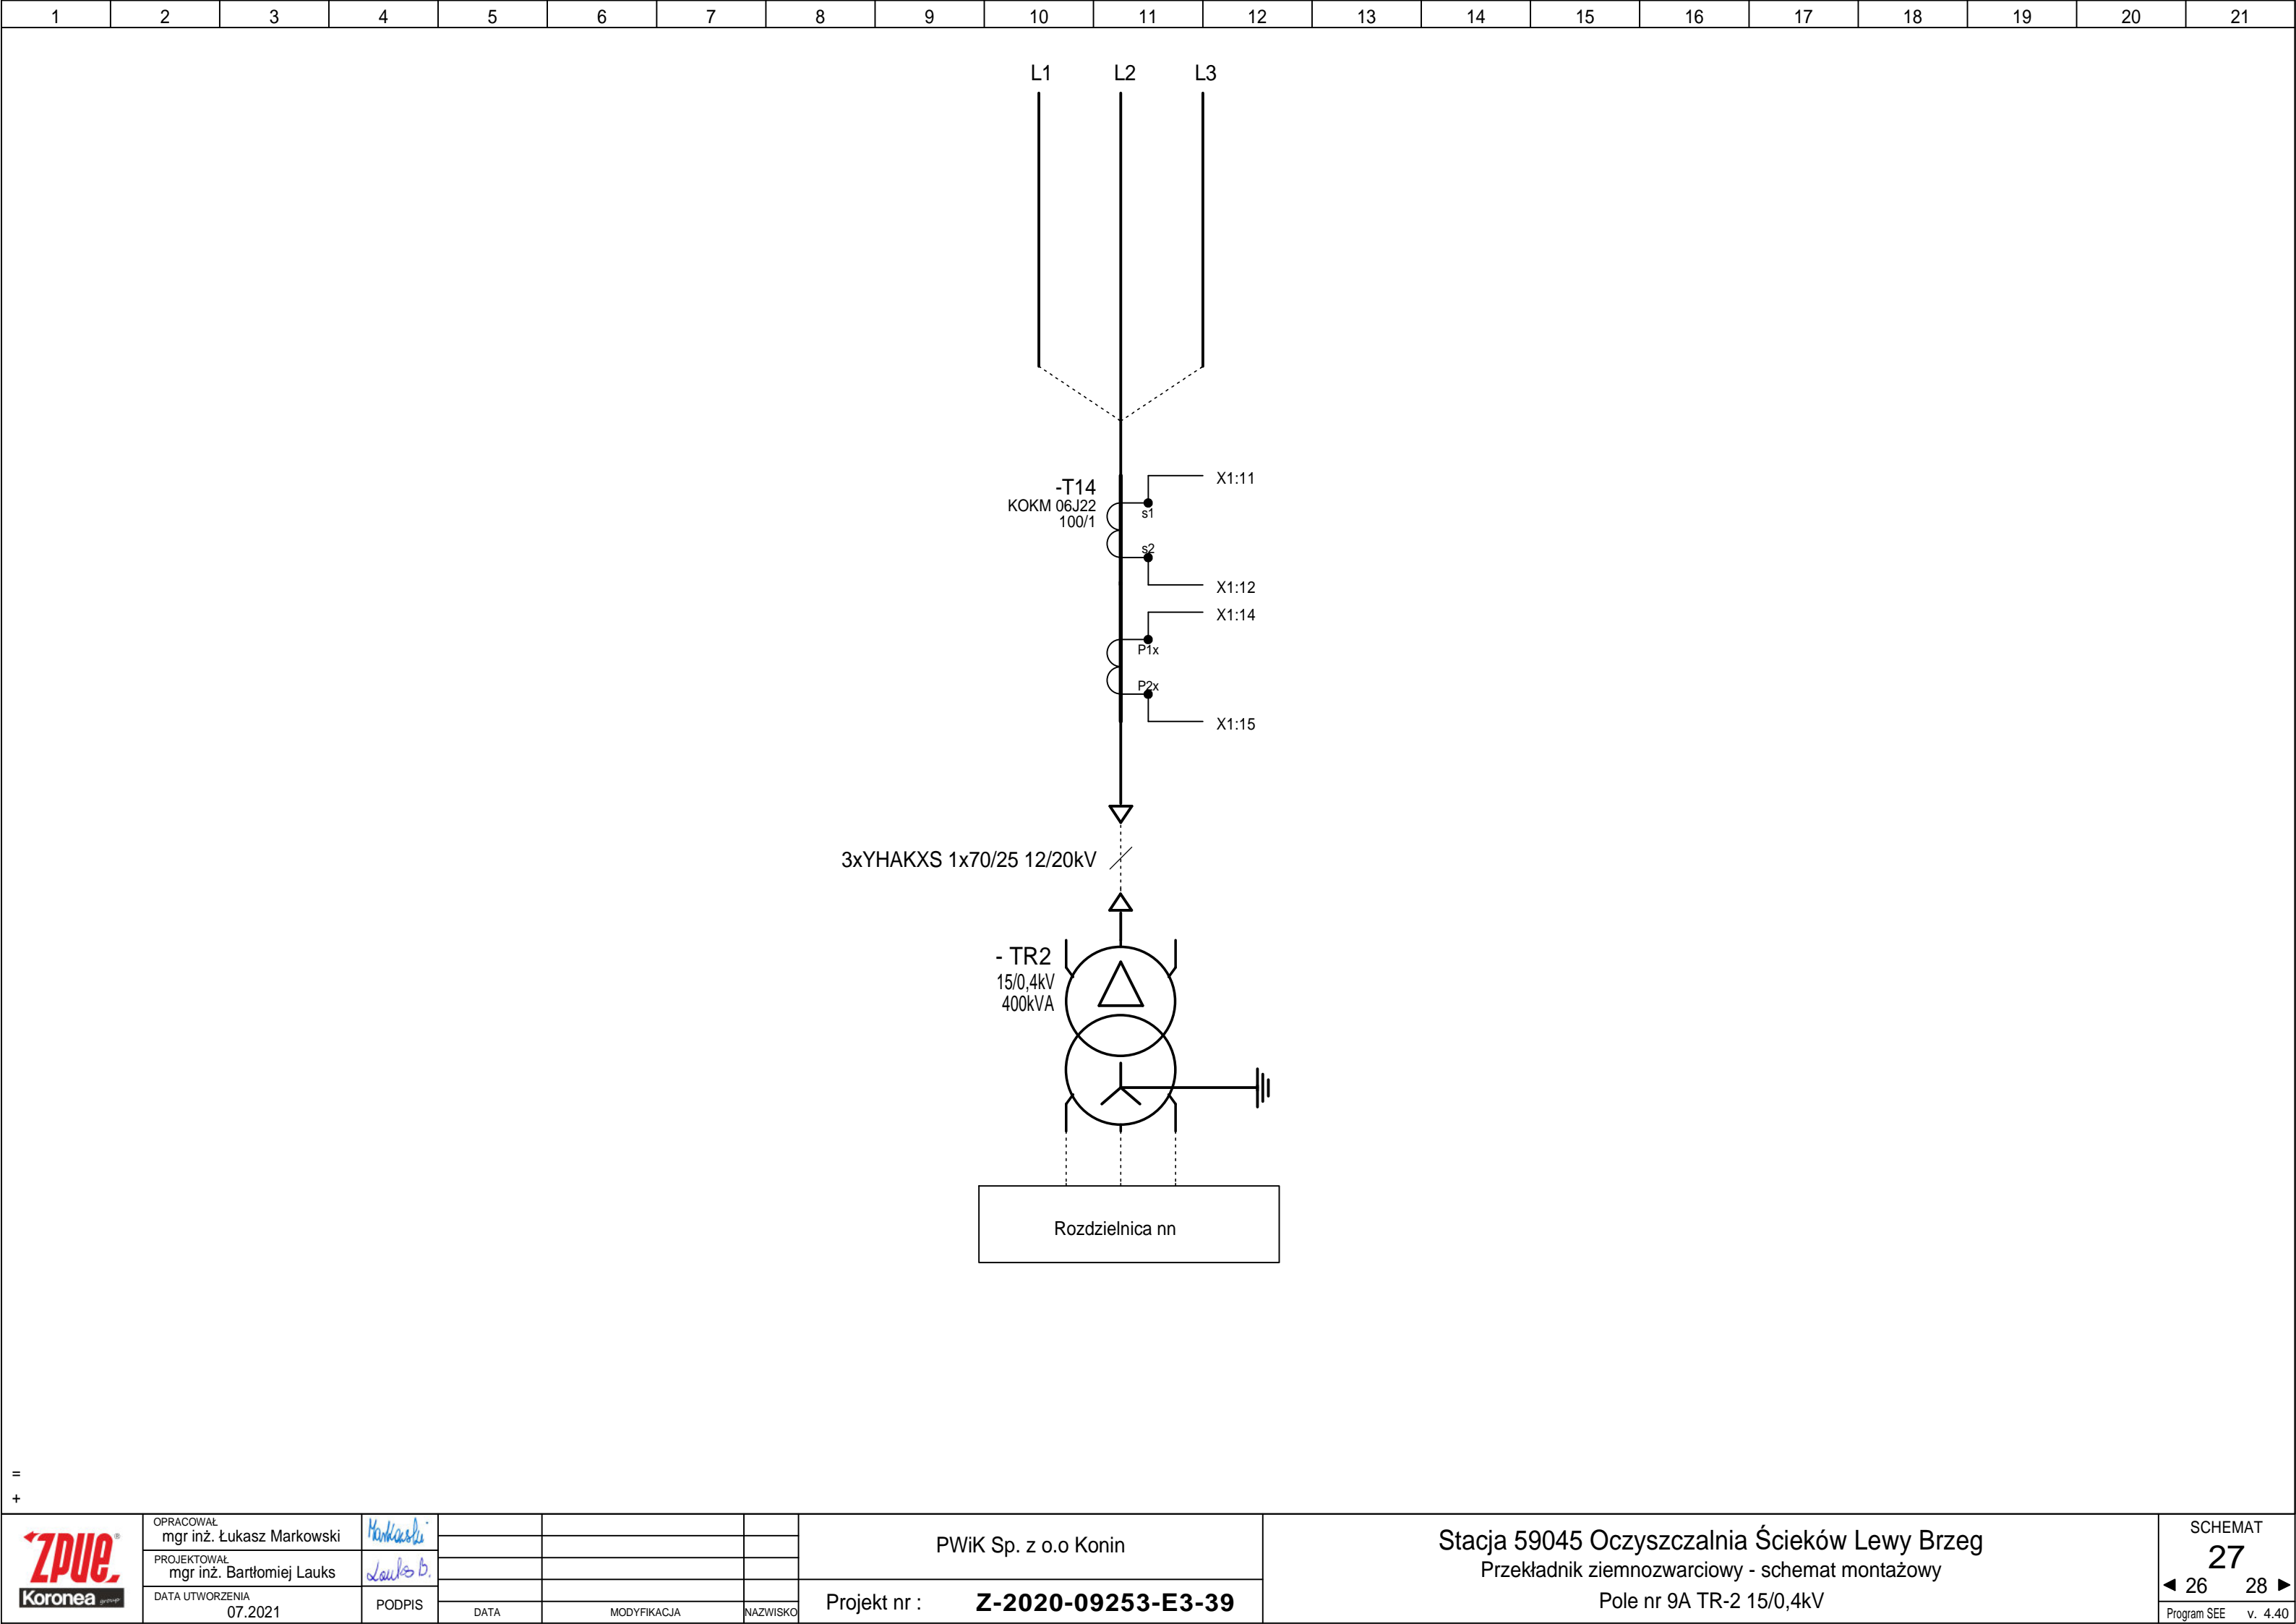 1 2 3 4 5 6 7 8 9 10 11 12 13 14 15 16 17 18 19 20 21
L1 L2 L3
-T14
KOKM 06J22
100/1
X1:11
s1
s2
X1:12
X1:14
P1x
P2x
X1:15
3xYHAKXS 1x70/25 12/20kV
- TR2
15/0,4kV
400kVA
Rozdzielnica nn
=
+
ZPUE ®
Koronea group
OPRACOWAŁ
mgr inż. Łukasz Markowski
Markowski
PROJEKTOWAŁ
mgr inż. Bartłomiej Lauks
Lauks B.
DATA UTWORZENIA
07.2021
PODPIS
DATA MODYFIKACJA NAZWISKO
PWiK Sp. z o.o Konin
Projekt nr : Z-2020-09253-E3-39
Stacja 59045 Oczyszczalnia Ścieków Lewy Brzeg
Przekładnik ziemnozwarciowy - schemat montażowy
Pole nr 9A TR-2 15/0,4kV
SCHEMAT
27
◄ 26 28 ►
Program SEE v. 4.40